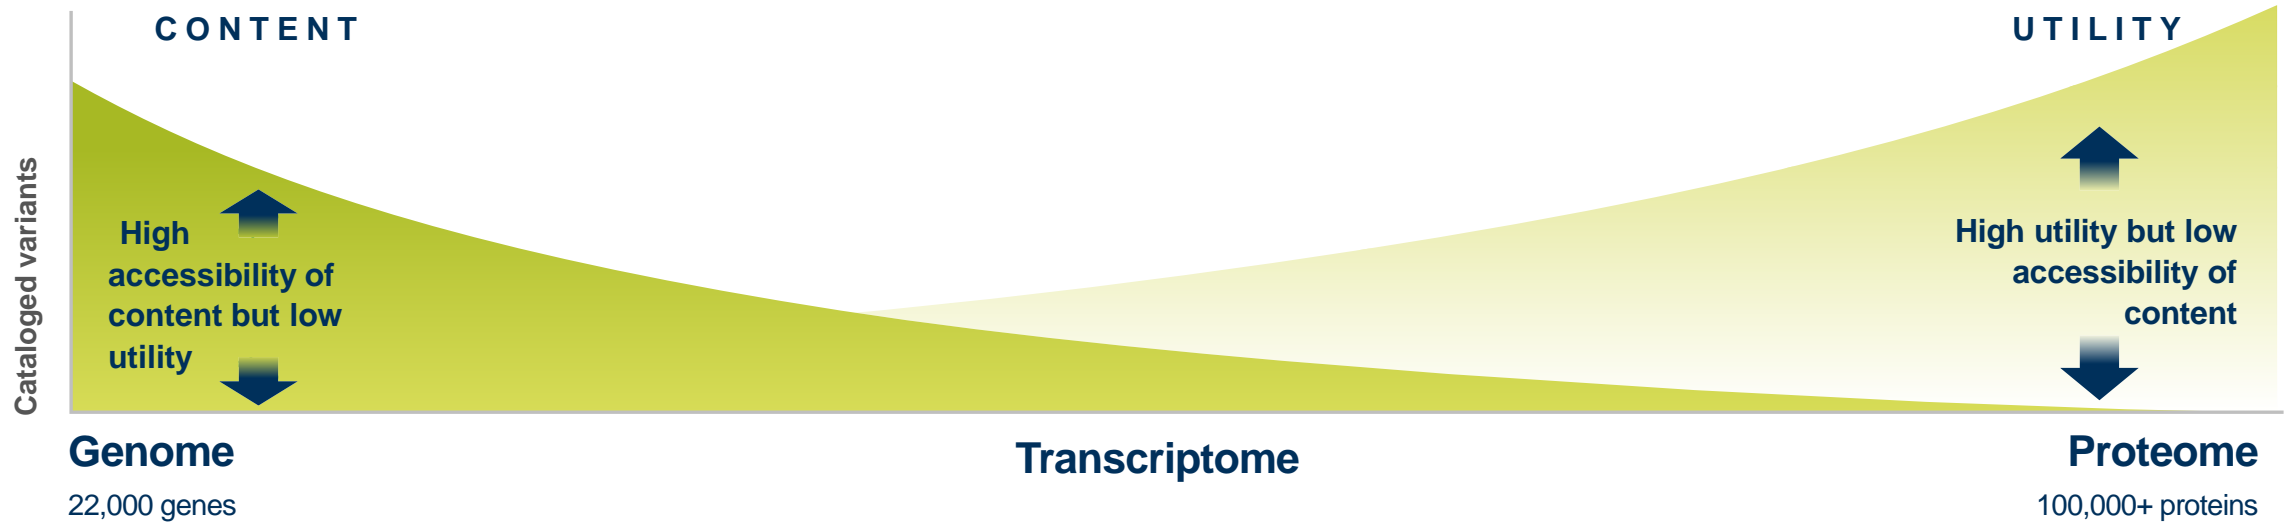 CONTENT
UTILITY
Cataloged variants
High
accessibility of
content but low
utility
High utility but low
accessibility of
content
Genome
22,000 genes
Transcriptome
Proteome
100,000+ proteins